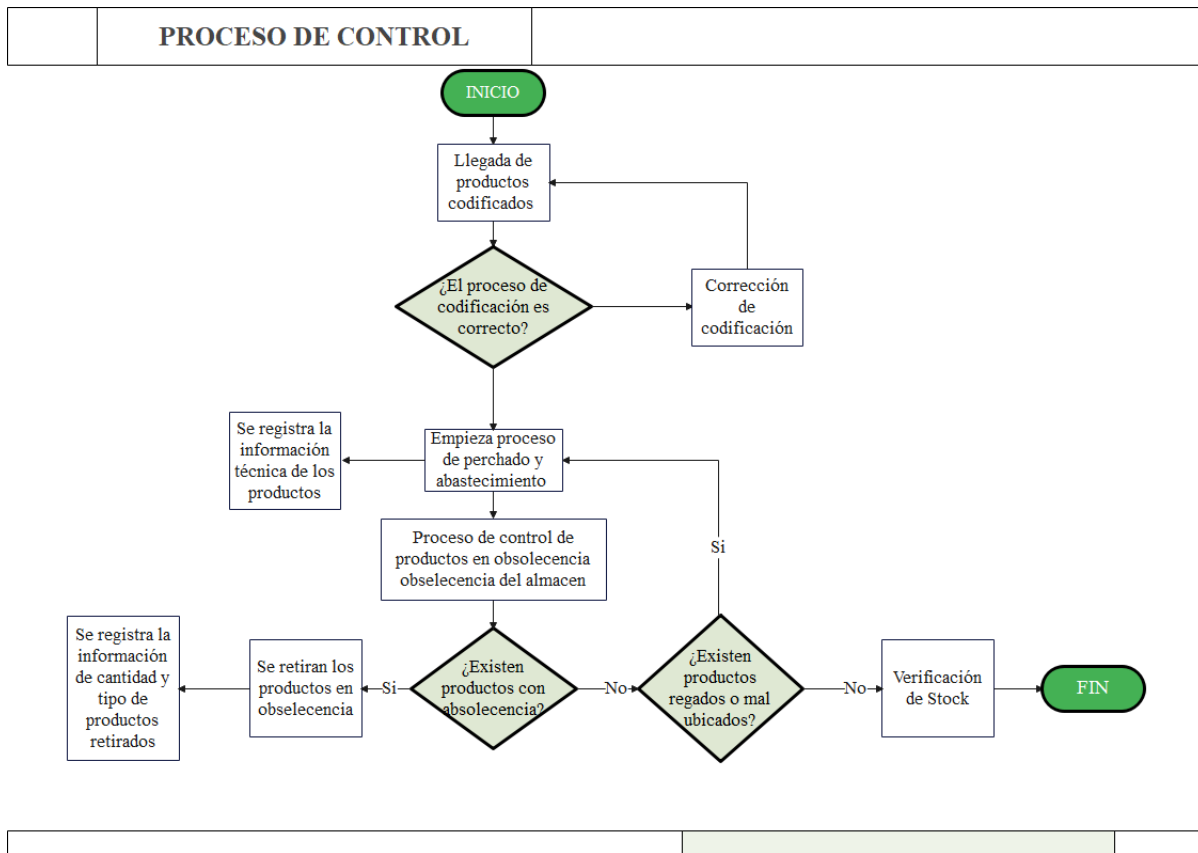 PROCESO DE CONTROL
INICIO
Llegada de
productos
codificados
¿El proceso de
codificación es
correcto?
Corrección
de
codificación
Se registra la
información
técnica de los
productos
Empieza proceso
de perchado y
abastecimiento
Proceso de control de
productos en obsolecencia
obselecencia del almacen
Si
Se registra la
información
de cantidad y
tipo de
productos
retirados
Se retiran los
productos en
obselecencia
Si
¿Existen
productos con
absolecencia?
No
¿Existen
productos
regados o mal
ubicados?
No
Verificación
de Stock
FIN